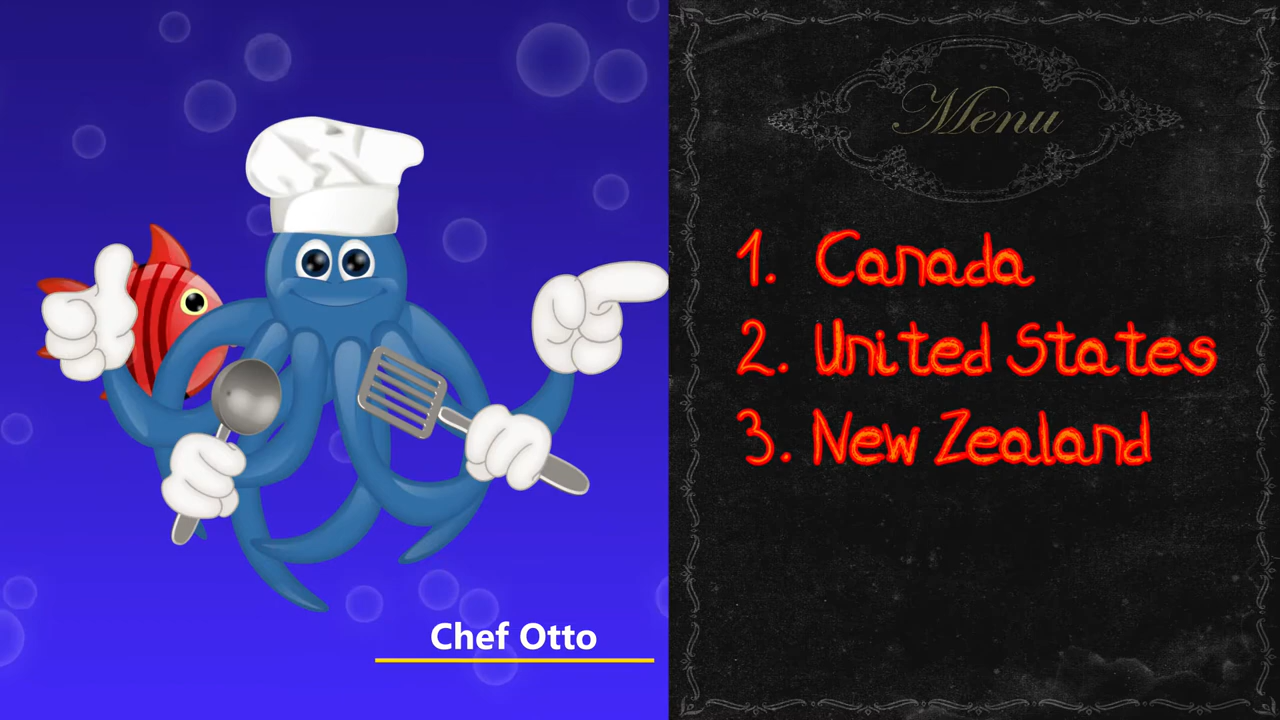 Menu
1. Canada
2. United States
3. New Zealand
Chef Otto